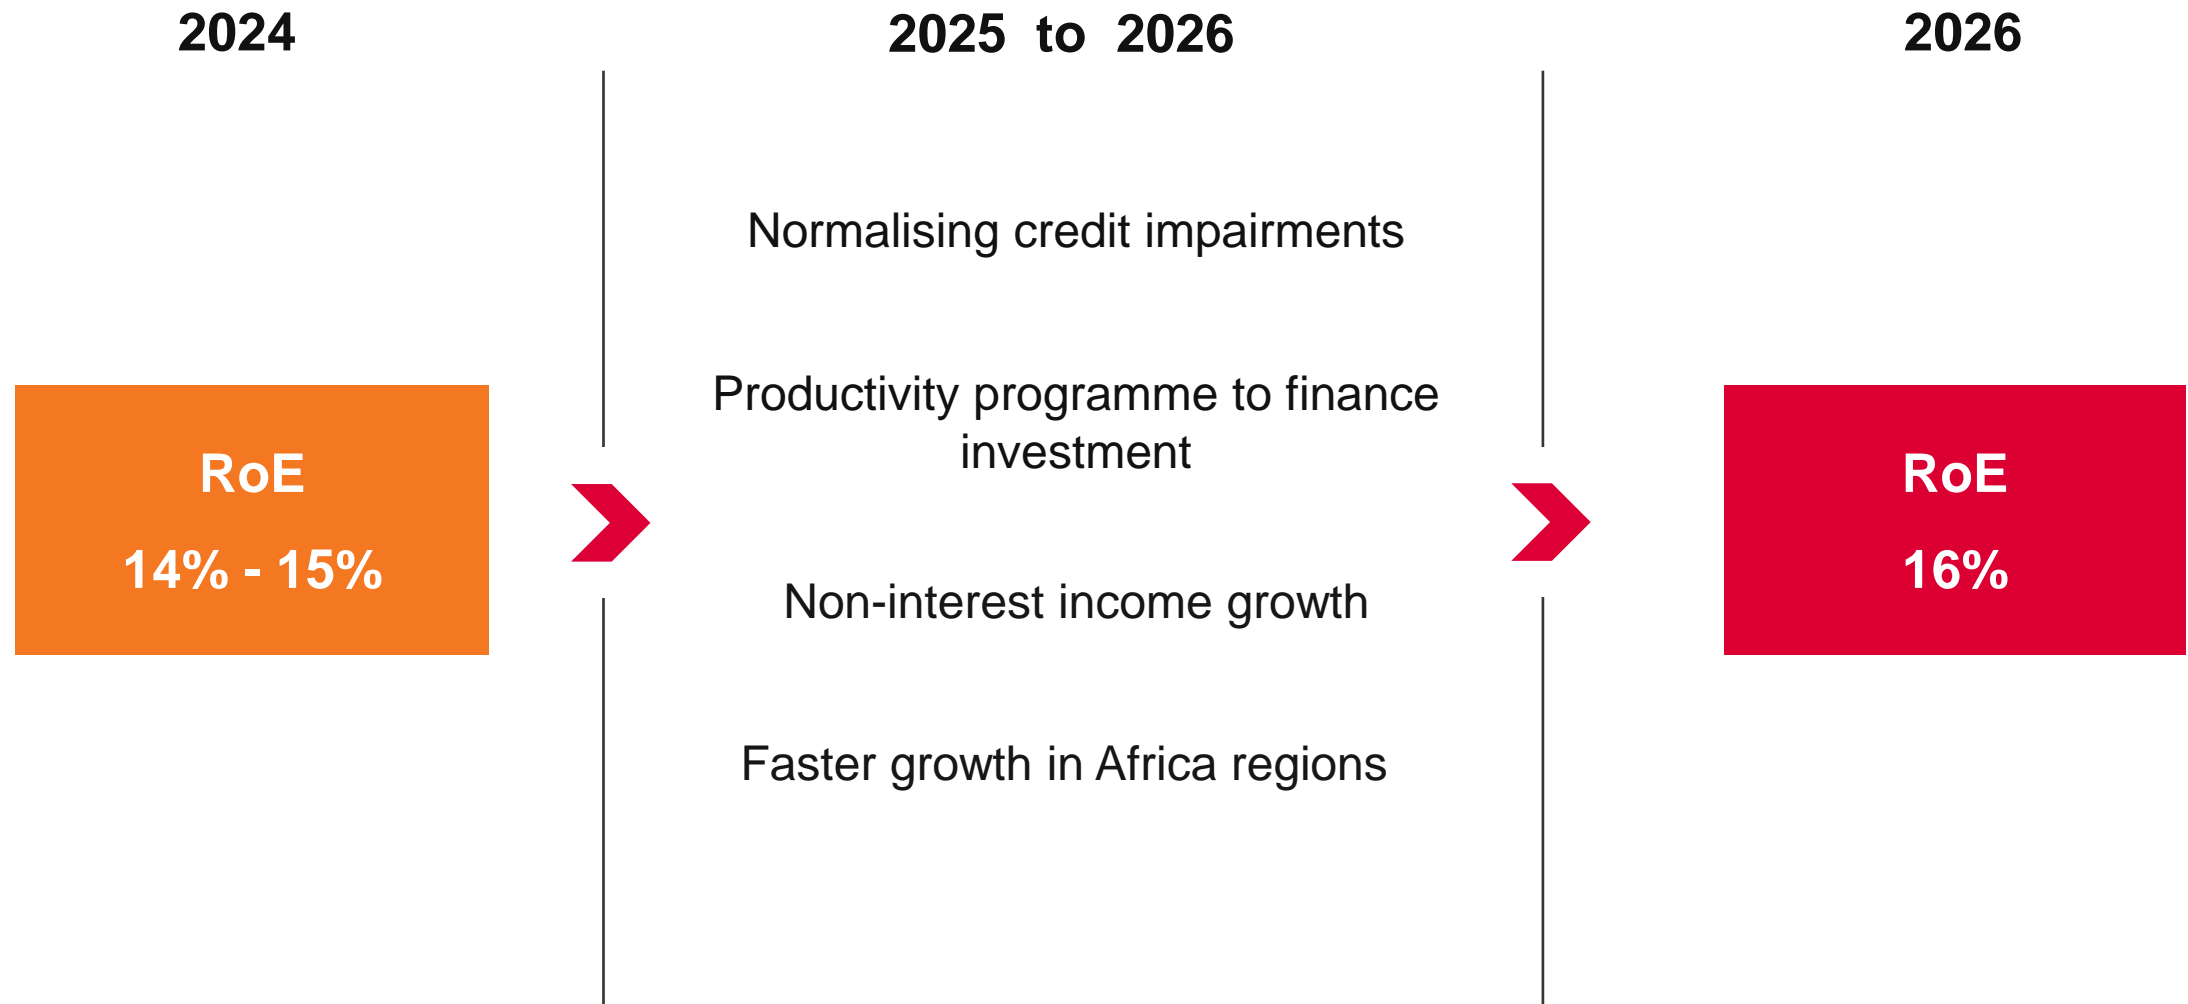 2024
2025 to 2026
2026
Normalising credit impairments
Productivity programme to finance
investment
RoE
14% - 15%
Non-interest income growth
Faster growth in Africa regions
RoE
16%